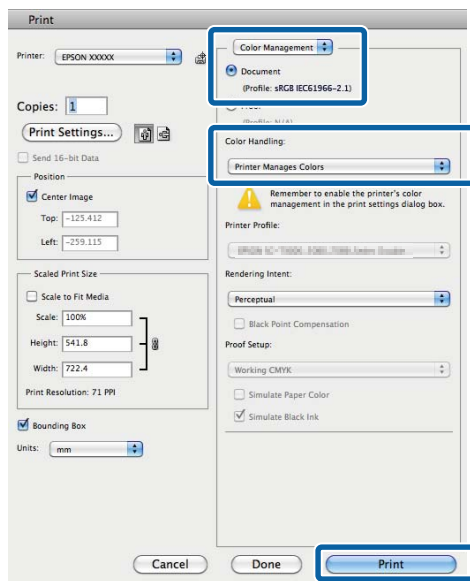 Print
Printer: EPSON XXXXX
Copies: 1
Print Settings...
Send 16-bit Data
Position
Center Image
Top: -125.412
Left: -259.115
Scaled Print Size
Scale to Fit Media
Scale: 100%
Height: 541.8
Width: 722.4
Print Resolution: 71 PPI
Bounding Box
Units: mm
Color Management
Document
(Profile: sRGB IEC61966-2.1)
Color Handling:
Printer Manages Colors
Remember to enable the printer's color
management in the print settings dialog box.
Printer Profile:
Rendering Intent:
Perceptual
Black Point Compensation
Proof Setup:
Working CMYK
Simulate Paper Color
Simulate Black Ink
Cancel
Done
Print